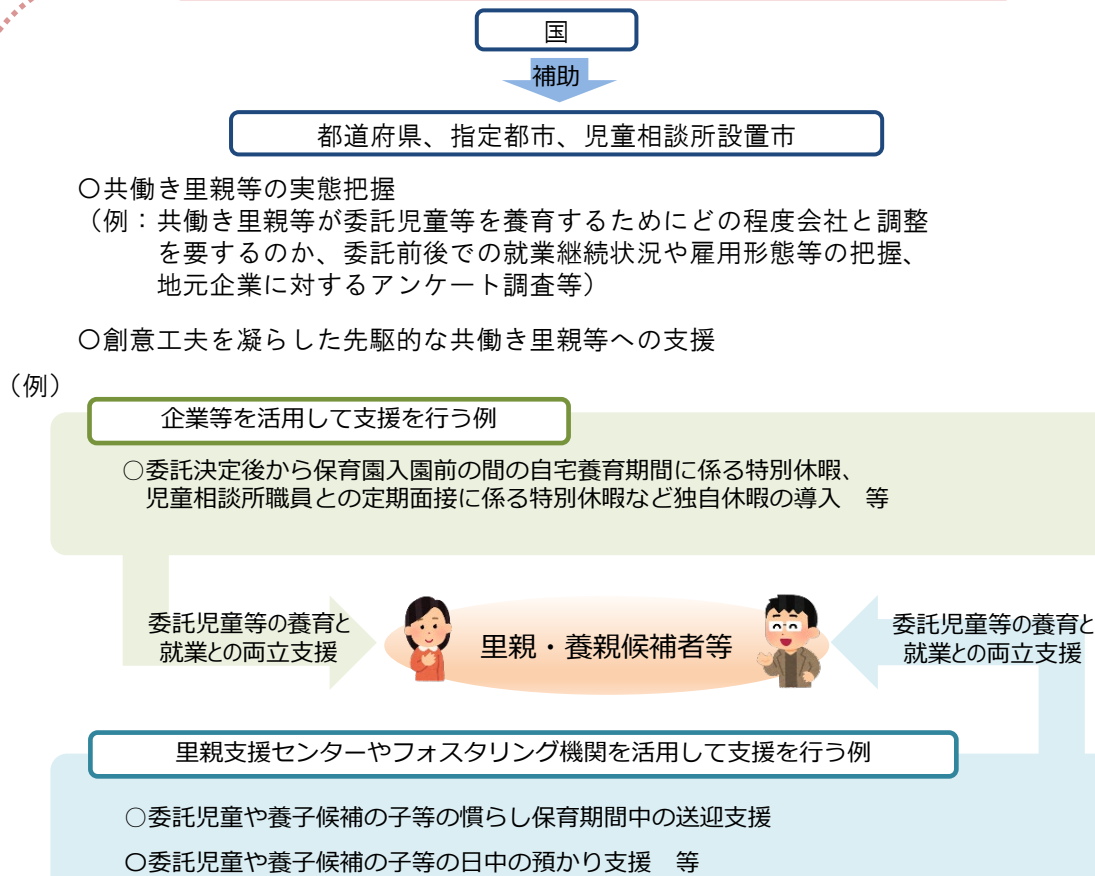 国
補助
都道府県、指定都市、児童相談所設置市
〇共働き里親等の実態把握
（例：共働き里親等が委託児童等を養育するためにどの程度会社と調整
を要するのか、委託前後での就業継続状況や雇用形態等の把握、
地元企業に対するアンケート調査等）
〇創意工夫を凝らした先駆的な共働き里親等への支援
（例）
企業等を活用して支援を行う例
○委託決定後から保育園入園前の間の自宅養育期間に係る特別休暇、
児童相談所職員との定期面接に係る特別休暇など独自休暇の導入　等
委託児童等の養育と
就業との両立支援
里親・養親候補者等
委託児童等の養育と
就業との両立支援
里親支援センターやフォスタリング機関を活用して支援を行う例
○委託児童や養子候補の子等の慣らし保育期間中の送迎支援
〇委託児童や養子候補の子等の日中の預かり支援　等